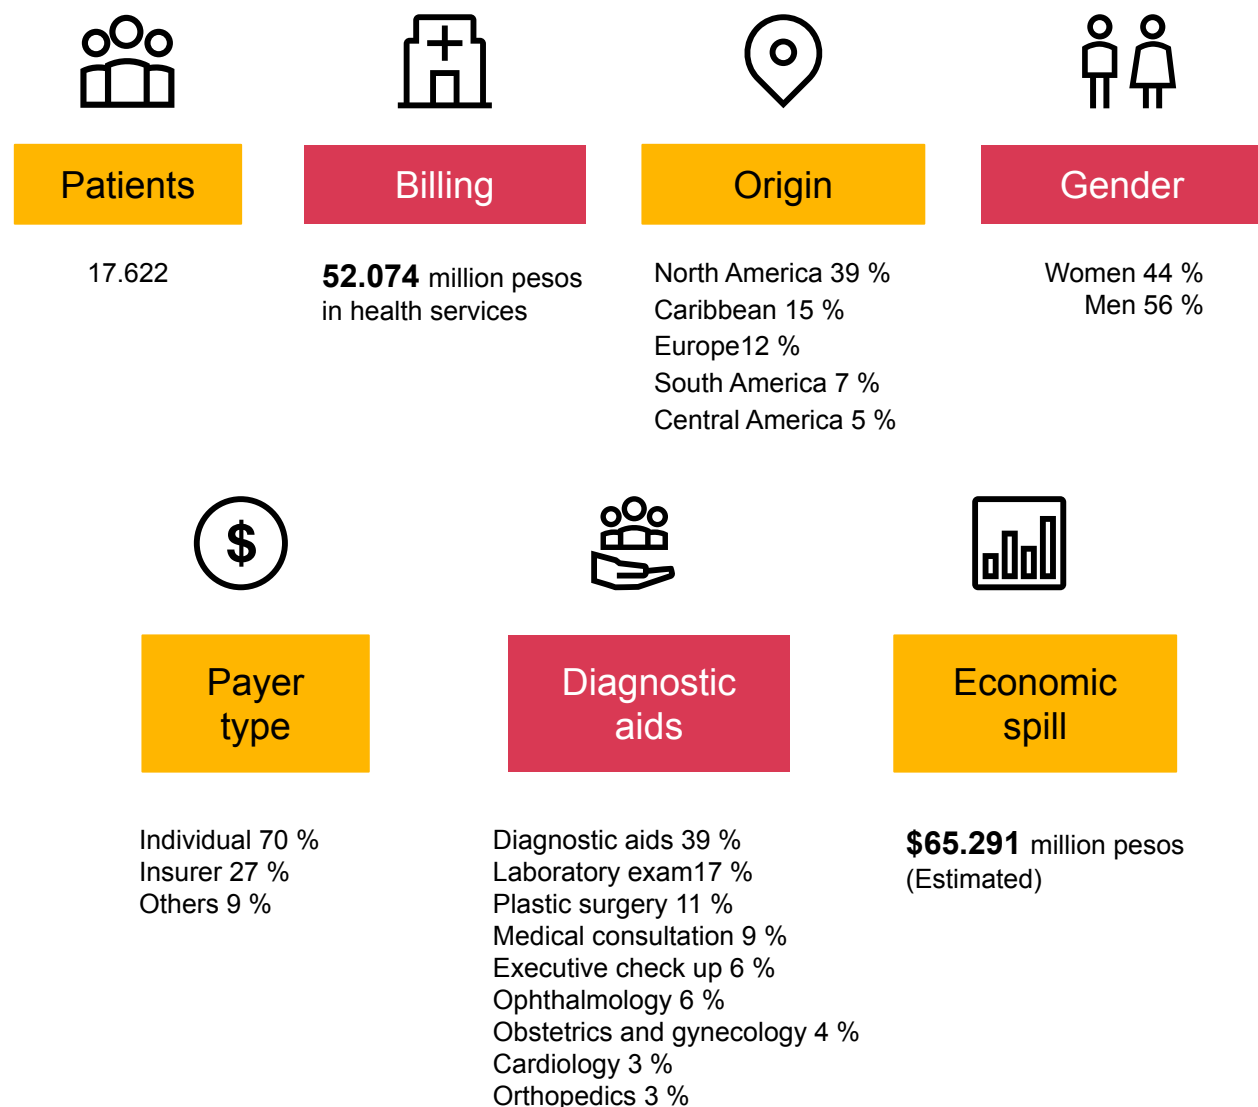 Patients
17.622
Billing
52.074 million pesos
in health services
Origin
North America 39 %
Caribbean 15 %
Europe12 %
South America 7 %
Central America 5 %
Gender
Women 44 %
Men 56 %
$
Payer
type
Individual 70 %
Insurer 27 %
Others 9 %
Diagnostic
aids
Diagnostic aids 39 %
Laboratory exam17 %
Plastic surgery 11 %
Medical consultation 9 %
Executive check up 6 %
Ophthalmology 6 %
Obstetrics and gynecology 4 %
Cardiology 3 %
Orthopedics 3 %
Economic
spill
$65.291 million pesos
(Estimated)